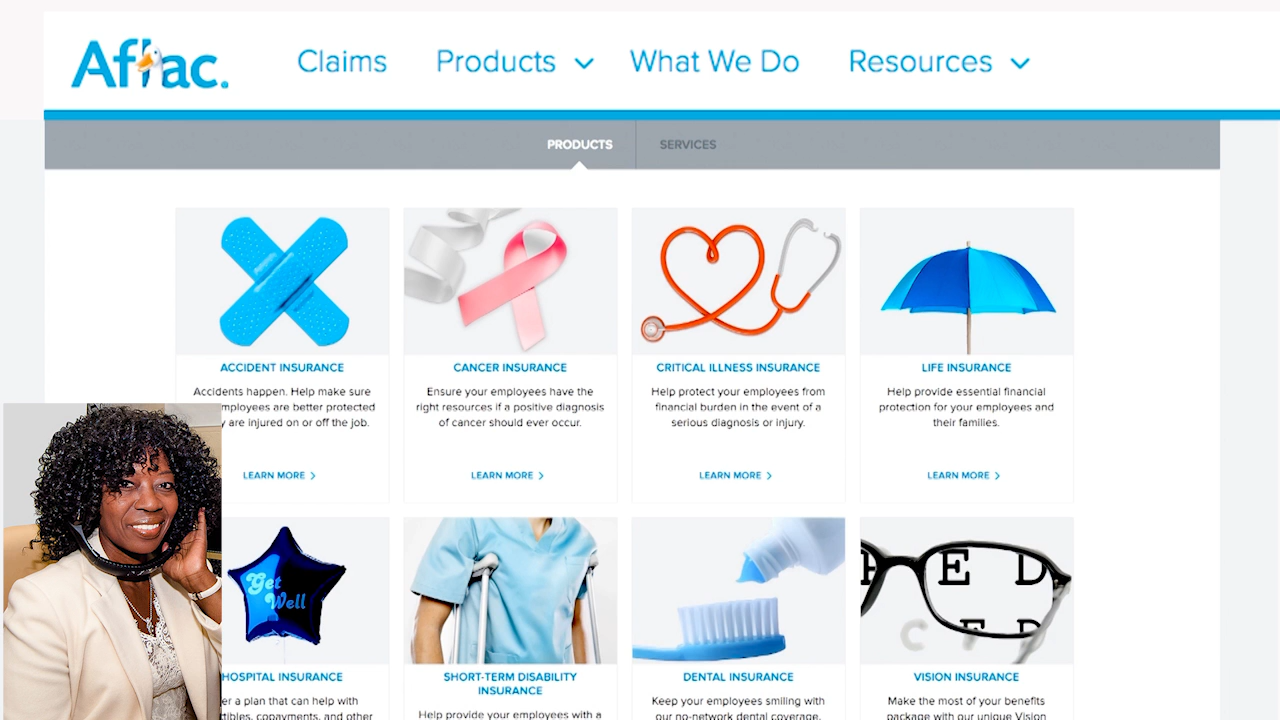 Aflac.
Claims
Products
What We Do
Resources
PRODUCTS
SERVICES
ACCIDENT INSURANCE
Accidents happen. Help make sure
employees are better protected
are injured on or off the job.
LEARN MORE
CANCER INSURANCE
Ensure your employees have the
right resources if a positive diagnosis
of cancer should ever occur.
LEARN MORE
CRITICAL ILLNESS INSURANCE
Help protect your employees from
financial burden in the event of a
serious diagnosis or injury.
LEARN MORE
LIFE INSURANCE
Help provide essential financial
protection for your employees and
their families.
LEARN MORE
Get
Well
HOSPITAL INSURANCE
a plan that can help with
copayments, and other
SHORT-TERM DISABILITY
INSURANCE
Help provide your employees with a
DENTAL INSURANCE
Keep your employees smiling with
our no-network dental coverage.
E D
VISION INSURANCE
Make the most of your benefits
package with our unique Vision